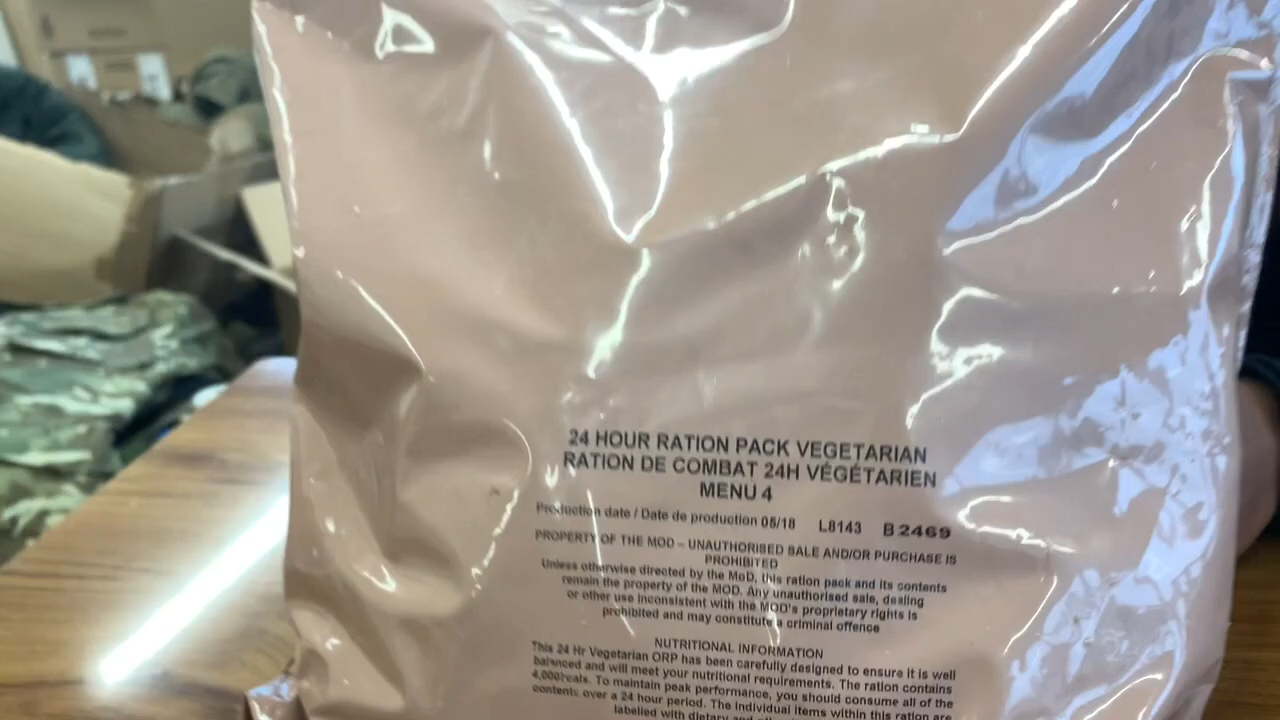 24 HOUR RATION PACK VEGETARIAN
RATION DE COMBAT 24H VÉGÉTARIEN
MENU 4
Production date / Date de production 05/18 L8143 B2469
PROPERTY OF THE MOD – UNAUTHORISED SALE AND/OR PURCHASE IS
PROHIBITED
Unless otherwise directed by the MoD, this ration pack and its contents
remain the property of the MOD. Any unauthorised sale, dealing
or other use inconsistent with the MOD's proprietary rights is
prohibited and may constitute a criminal offence
NUTRITIONAL INFORMATION
This 24 Hr Vegetarian ORP has been carefully designed to ensure it is well
balanced and will meet your nutritional requirements. The ration contains
4,000kcals. To maintain peak performance, you should consume all of the
contents over a 24 hour period. The individual items within this ration are
labelled with dietary and